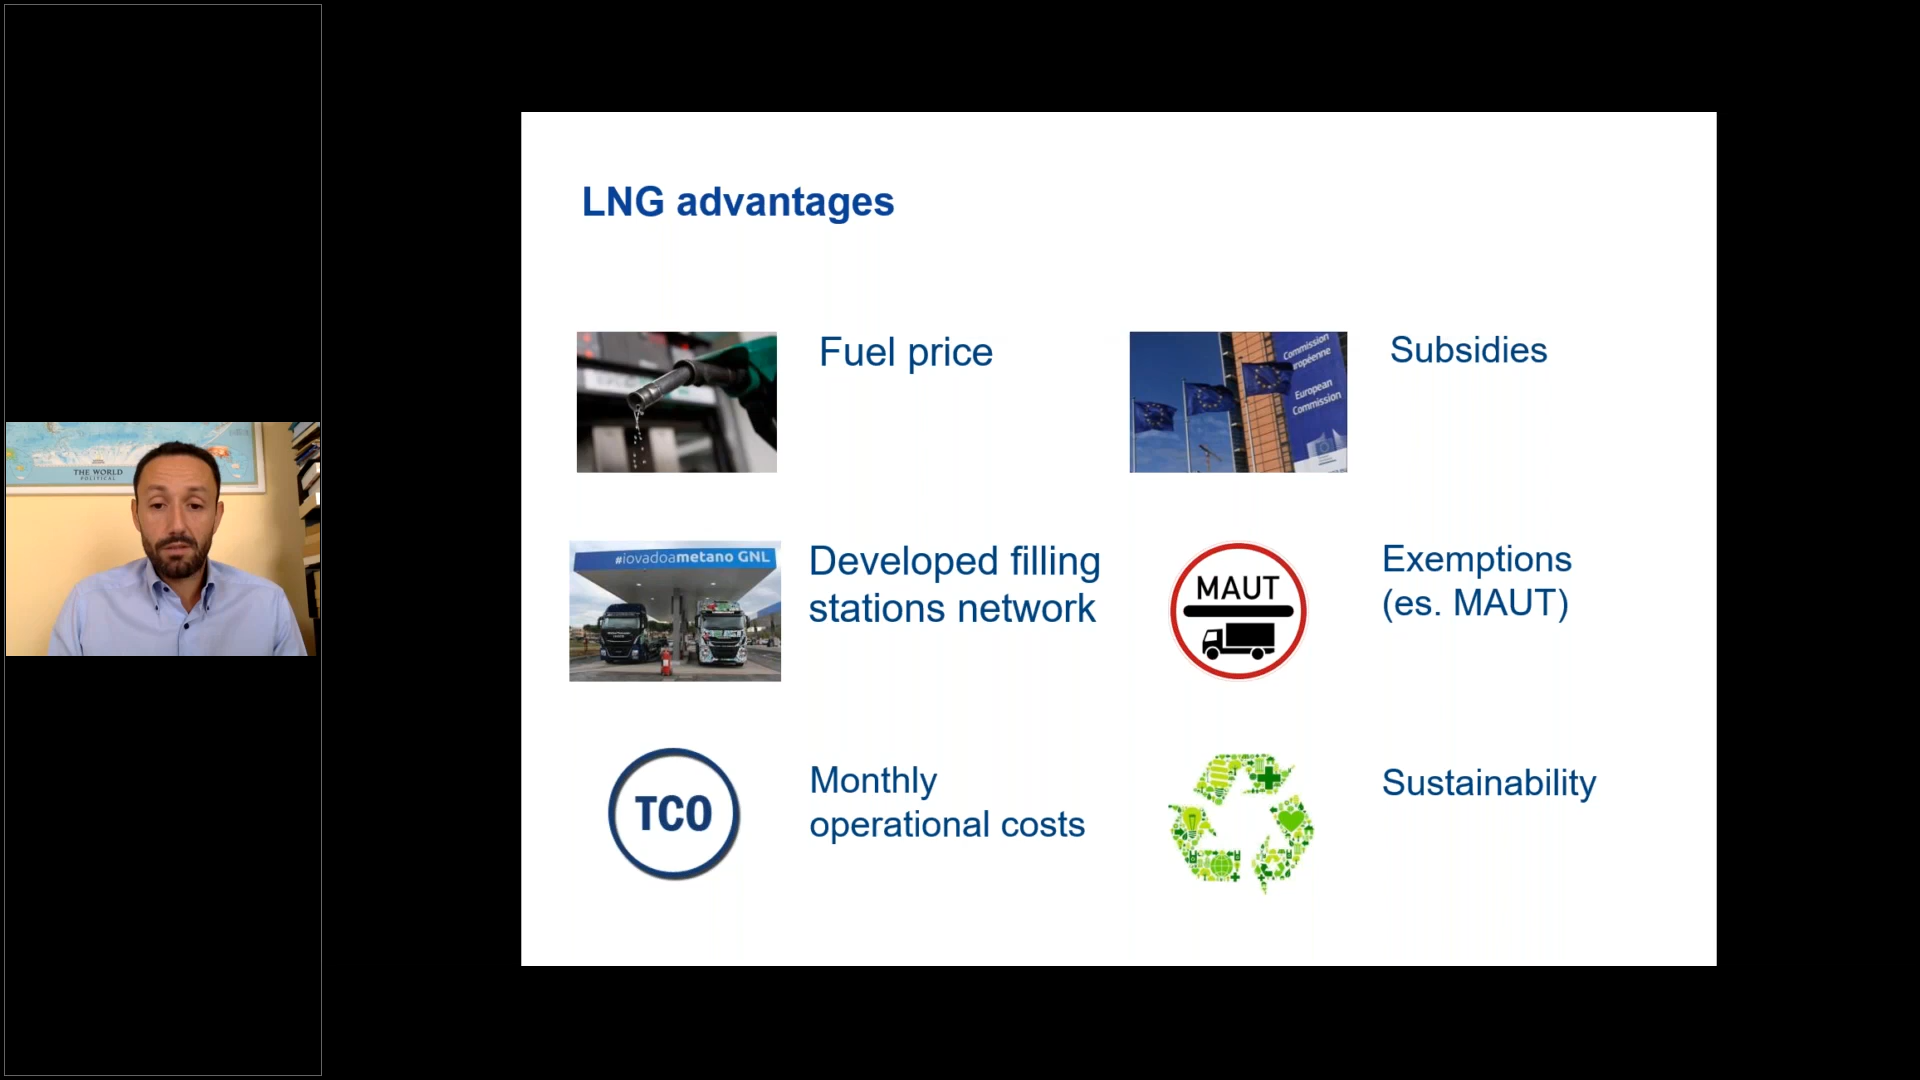 THE WORLD
POLITICAL
LNG advantages
Fuel price
Commission
européenne
European
Commission
Subsidies
#iovadoametano GNL
Developed filling
stations network
MAUT
Exemptions
(es. MAUT)
TCO
Monthly
operational costs
Sustainability